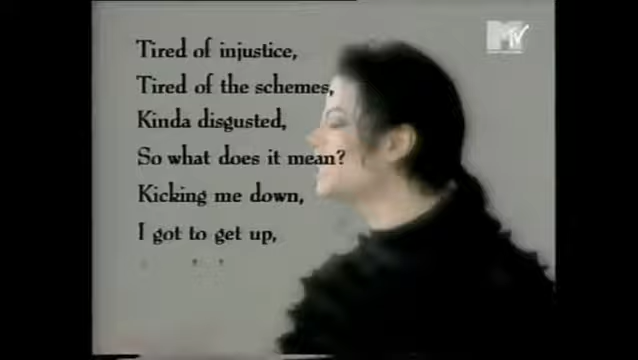 MTV
Tired of injustice,
Tired of the schemes,
Kinda disgusted,
So what does it mean?
Kicking me down,
I got to get up,